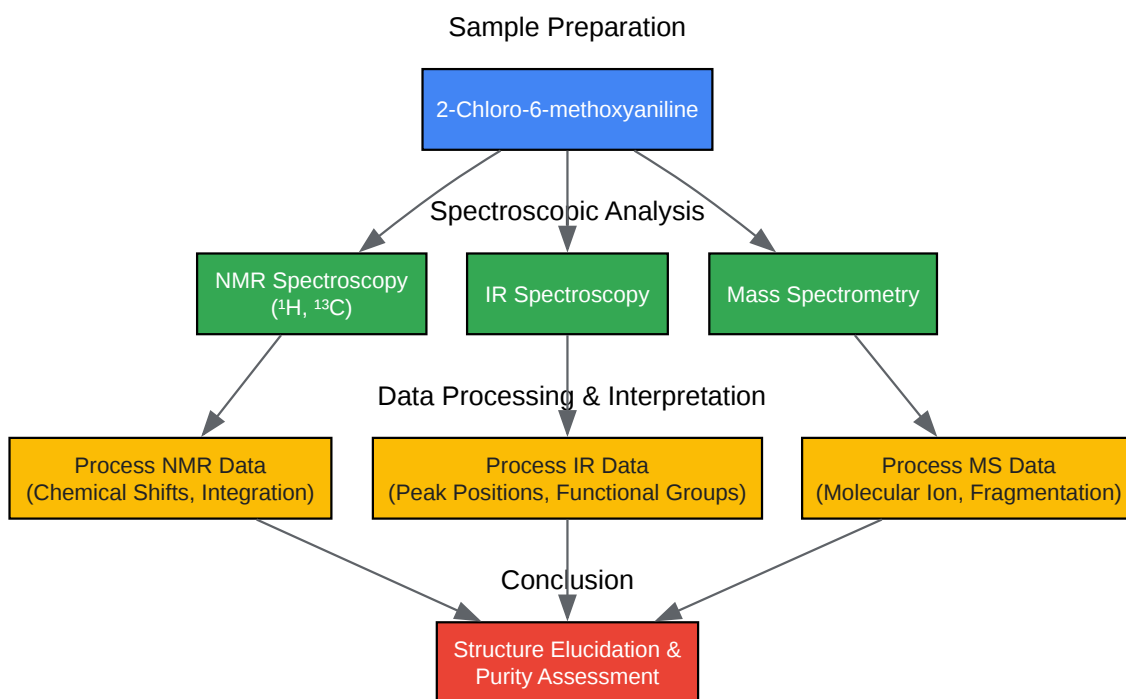 Sample Preparation
2-Chloro-6-methoxyaniline
Spectroscopic Analysis
NMR Spectroscopy
(¹H, ¹³C)
IR Spectroscopy
Mass Spectrometry
Data Processing & Interpretation
Process NMR Data
(Chemical Shifts, Integration)
Process IR Data
(Peak Positions, Functional Groups)
Process MS Data
(Molecular Ion, Fragmentation)
Conclusion
Structure Elucidation &
Purity Assessment